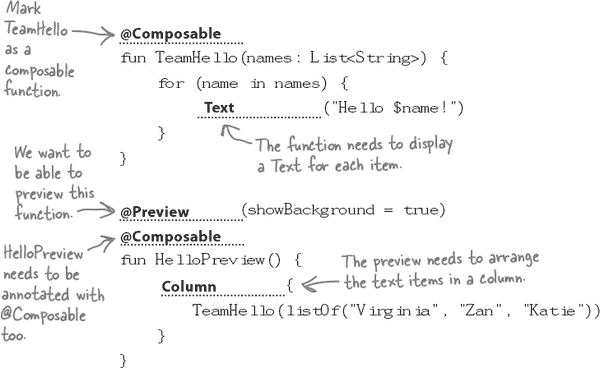 Mark
TeamHello
as a
composable
function.
@Composable
fun TeamHello(names: List<String>) {
for (name in names) {
Text ("Hello $name!")
}
The function needs to display
a Text for each item.
}
We want to
be able to
preview this
function.
@Preview (showBackground = true)
@Composable
HelloPreview
needs to be
annotated with
@Composable
too.
fun HelloPreview() {
Column {
The preview needs to arrange
the text items in a column.
TeamHello(listOf("Virginia", "Zan", "Katie"))
}
}